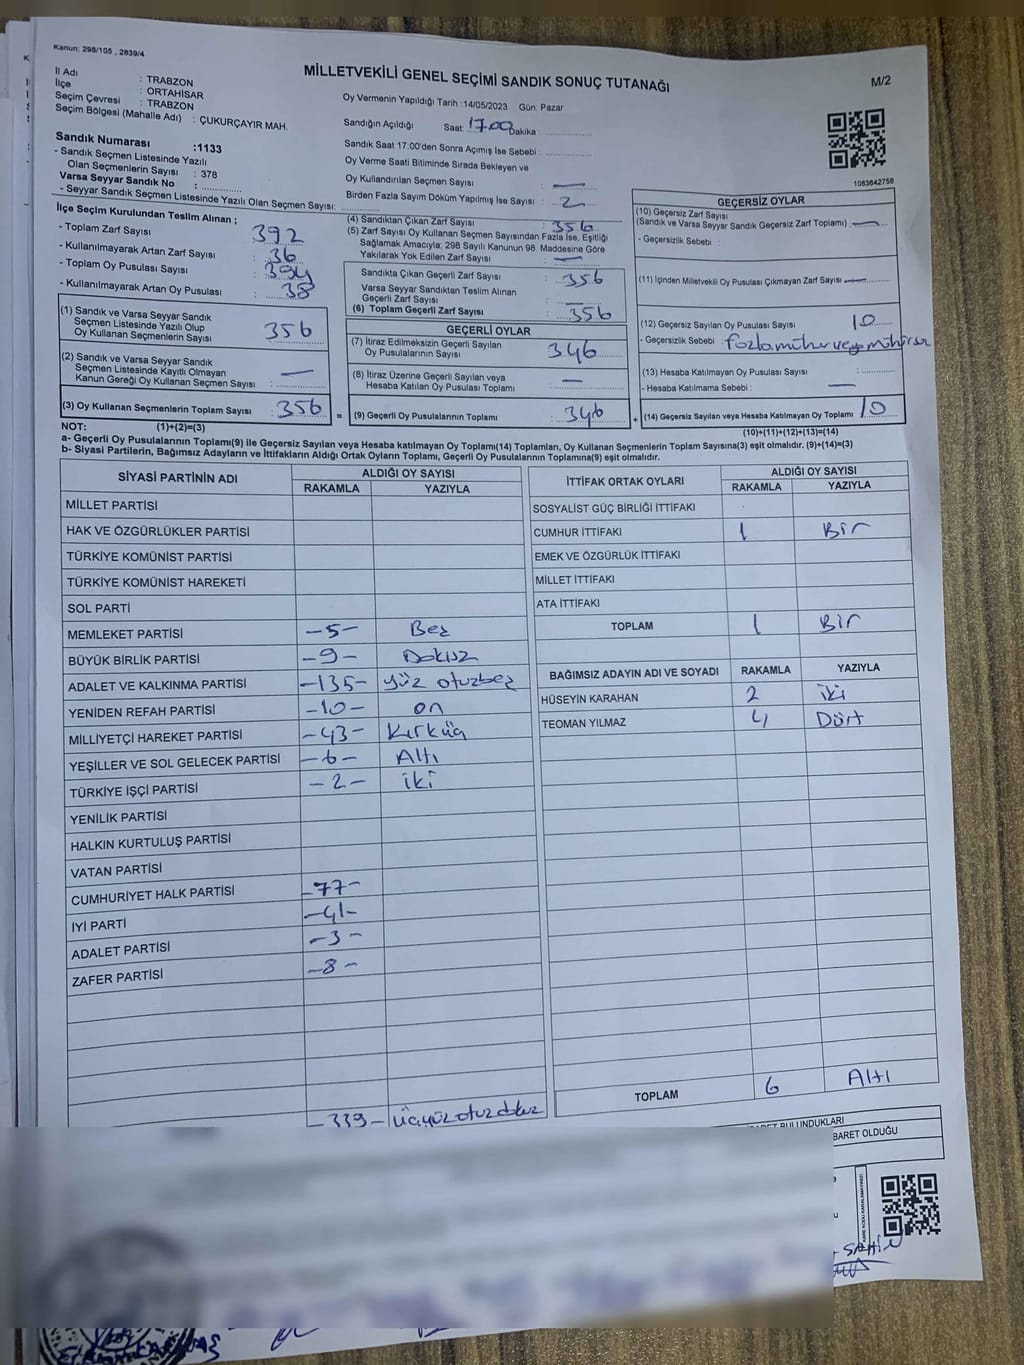 Kanun; 298/105 , 2839/4
MİLLETVEKİLİ GENEL SEÇİMİ SANDIK SONUÇ TUTANAĞI
M/2
İl Adı : TRABZON
İlçe : ORTAHİSAR
Seçim Çevresi : TRABZON
Seçim Bölgesi (Mahalle Adı) : ÇUKURÇAYIR MAH.
Sandık Numarası :1133
- Sandık Seçmen Listesinde Yazılı
Olan Seçmenlerin Sayısı : 378
Varsa Seyyar Sandık No :
- Seyyar Sandık Seçmen Listesinde Yazılı Olan Seçmen Sayısı:
Oy Vermenin Yapıldığı Tarih :14/05/2023 Gün: Pazar
Sandığın Açıldığı Saat: 17.00 Dakika :
Sandık Saat 17:00'den Sonra Açımış İse Sebebi :
Oy Verme Saati Bitiminde Sırada Bekleyen ve
Oy Kullandırılan Seçmen Sayısı : —
Birden Fazla Sayım Döküm Yapılmış İse Sayısı : 2
1083642758
İlçe Seçim Kurulundan Teslim Alınan ;
- Toplam Zarf Sayısı : 392
- Kullanılmayarak Artan Zarf Sayısı : 36
- Toplam Oy Pusulası Sayısı : 394
- Kullanılmayarak Artan Oy Pusulası : 38
(1) Sandık ve Varsa Seyyar Sandık
Seçmen Listesinde Yazılı Olup
Oy Kullanan Seçmenlerin Sayısı : 356
(2) Sandık ve Varsa Seyyar Sandık
Seçmen Listesinde Kayıtlı Olmayan
Kanun Gereği Oy Kullanan Seçmen Sayısı : —
(3) Oy Kullanan Seçmenlerin Toplam Sayısı : 356
(1)+(2)=(3)
(4) Sandıktan Çıkan Zarf Sayısı : 356
(5) Zarf Sayısı Oy Kullanan Seçmen Sayısından Fazla İse, Eşitliği
Sağlamak Amacıyla; 298 Sayılı Kanunun 98. Maddesine Göre
Yakılarak Yok Edilen Zarf Sayısı : —
Sandıkta Çıkan Geçerli Zarf Sayısı : 356
Varsa Seyyar Sandıktan Teslim Alınan
Geçerli Zarf Sayısı : —
(6) Toplam Geçerli Zarf Sayısı : 356
GEÇERLİ OYLAR
(7) İtiraz Edilmeksizin Geçerli Sayılan
Oy Pusulalarının Sayısı : 346
(8) İtiraz Üzerine Geçerli Sayılan veya
Hesaba Katılan Oy Pusulası Toplamı : —
= (9) Geçerli Oy Pusulalarının Toplamı : 346
GEÇERSİZ OYLAR
(10) Geçersiz Zarf Sayısı
(Sandık ve Varsa Seyyar Sandık Geçersiz Zarf Toplamı) : —
- Geçersizlik Sebebi :
(11) İçinden Milletvekili Oy Pusulası Çıkmayan Zarf Sayısı : —
(12) Geçersiz Sayılan Oy Pusulası Sayısı : 10
- Geçersizlik Sebebi : fazla mühür veya mühürsüz
(13) Hesaba Katılmayan Oy Pusulası Sayısı :
- Hesaba Katılmama Sebebi : —
+ (14) Geçersiz Sayılan veya Hesaba Katılmayan Oy Toplamı : 10
(10)+(11)+(12)+(13)=(14)
NOT:
a- Geçerli Oy Pusulalarının Toplamı(9) ile Geçersiz Sayılan veya Hesaba katılmayan Oy Toplamı(14) Toplamları, Oy Kullanan Seçmenlerin Toplam Sayısına(3) eşit olmalıdır. (9)+(14)=(3)
b- Siyasi Partilerin, Bağımsız Adayların ve İttifakların Aldığı Ortak Oyların Toplamı, Geçerli Oy Pusulalarının Toplamına(9) eşit olmalıdır.
SİYASİ PARTİNİN ADI
ALDIĞI OY SAYISI
RAKAMLA YAZIYLA
MİLLET PARTİSİ
HAK VE ÖZGÜRLÜKLER PARTİSİ
TÜRKİYE KOMÜNİST PARTİSİ
TÜRKİYE KOMÜNİST HAREKETİ
SOL PARTİ
MEMLEKET PARTİSİ -5- Beş
BÜYÜK BİRLİK PARTİSİ -9- Dokuz
ADALET VE KALKINMA PARTİSİ -135- yüz otuzbeş
YENİDEN REFAH PARTİSİ -10- on
MİLLİYETÇİ HAREKET PARTİSİ -43- Kırküç
YEŞİLLER VE SOL GELECEK PARTİSİ -6- Altı
TÜRKİYE İŞÇİ PARTİSİ -2- iki
YENİLİK PARTİSİ
HALKIN KURTULUŞ PARTİSİ
VATAN PARTİSİ
CUMHURİYET HALK PARTİSİ -77-
İYİ PARTİ -41-
ADALET PARTİSİ -3-
ZAFER PARTİSİ -8-
-339- üçyüzotuzdokuz
İTTİFAK ORTAK OYLARI
ALDIĞI OY SAYISI
RAKAMLA YAZIYLA
SOSYALİST GÜÇ BİRLİĞİ İTTİFAKI
CUMHUR İTTİFAKI 1 Bir
EMEK VE ÖZGÜRLÜK İTTİFAKI
MİLLET İTTİFAKI
ATA İTTİFAKI
TOPLAM 1 Bir
BAĞIMSIZ ADAYIN ADI VE SOYADI RAKAMLA YAZIYLA
HÜSEYİN KARAHAN 2 iki
TEOMAN YILMAZ 4 Dört
TOPLAM 6 Altı
BULUNDUKLARI
BARET OLDUĞU
SAHİN